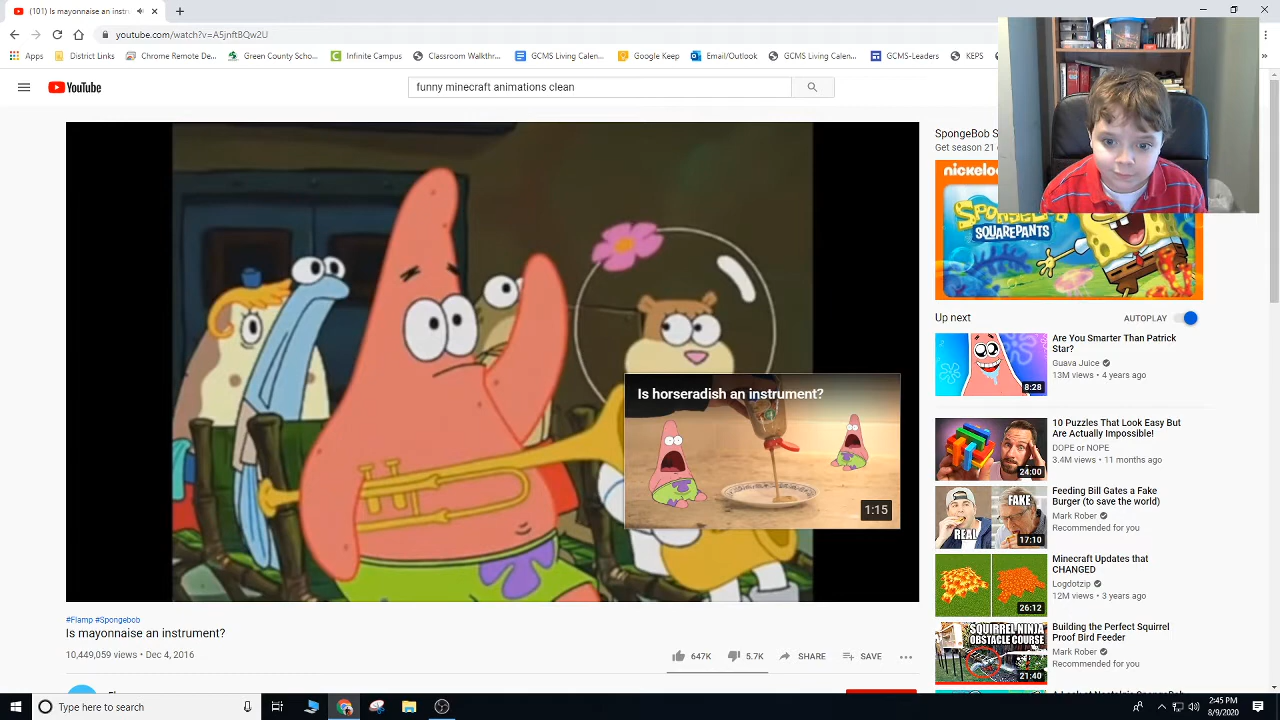 (101) Is mayonnaise an instr
youtube.com/watch?v=A5jnftBQw2U
Apps
District Links
Chrome Remote De
Green County Scho
Living Calen
Keep
Email/Outlook
GCMS Living Calen
GCMS-Leaders
KEPS
YouTube
funny minecraft animations clean
SpongeBob S
Get season 21
nickelo
SQUAREPANTS
Is horseradish an instrument?
1:15
Up next
AUTOPLAY
Are You Smarter Than Patrick
Star?
Guava Juice
13M views • 4 years ago
8:28
10 Puzzles That Look Easy But
Are Actually Impossible!
DOPE or NOPE
3.4M views • 11 months ago
24:00
Feeding Bill Gates a Fake
Burger (to save the world)
Mark Rober
Recommended for you
FAKE
REAL
17:10
Minecraft Updates that
CHANGED
Logdotzip
12M views • 3 years ago
26:12
Building the Perfect Squirrel
Proof Bird Feeder
Mark Rober
Recommended for you
SQUIRREL NINJA
OBSTACLE COURSE
21:40
#Flamp #Spongebob
Is mayonnaise an instrument?
10,449,059 views • Dec 4, 2016
647K
5.7K
SHARE
SAVE
Type here to search
2:45 PM
8/9/2020